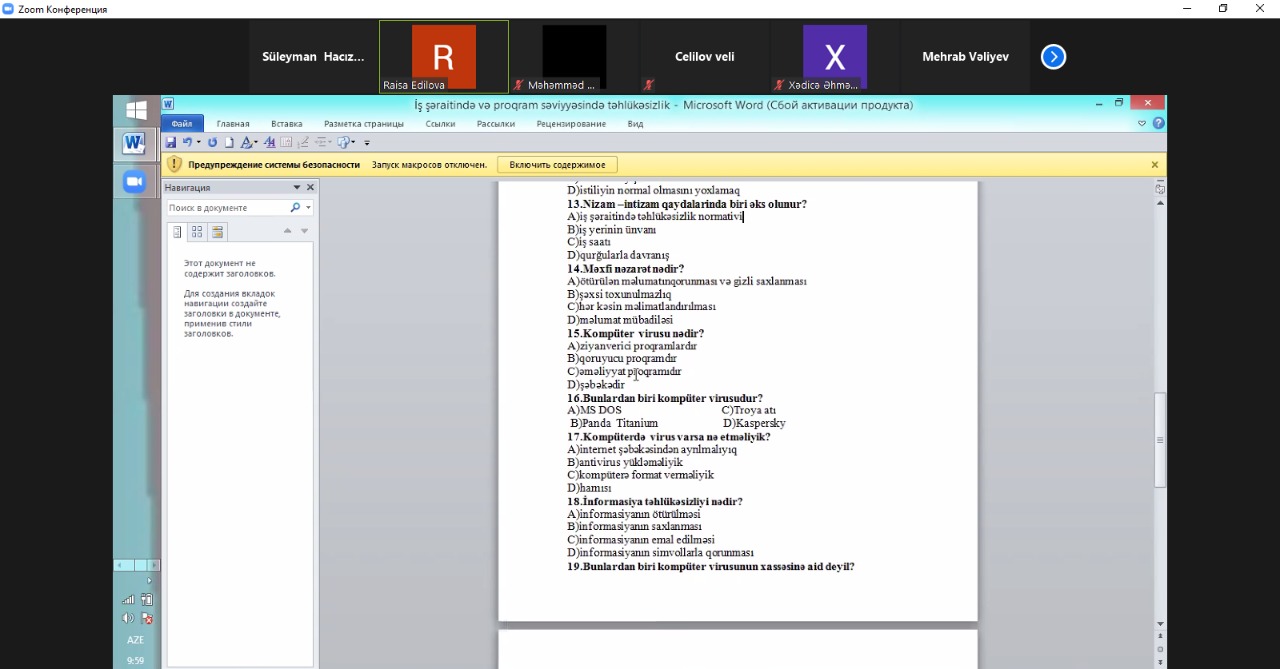 Zoom Конференция
Süleyman Hacız...
R
Raisa Edilova
Məhəmməd ...
Celilov veli
X
Xədicə Əhmə...
Mehrab Vəliyev
İş şəraitində və proqram səviyyəsində təhlükəsizlik - Microsoft Word (Сбой активации продукта)
Файл Главная Вставка Разметка страницы Ссылки Рассылки Рецензирование Вид
Предупреждение системы безопасности Запуск макросов отключен. Включить содержимое
Навигация
Поиск в документе
Этот документ не
содержит заголовков.
Для создания вкладок
навигации создайте
заголовки в документе,
применив стили
заголовков.
D)istiliyin normal olmasını yoxlamaq
13.Nizam –intizam qaydalarinda biri əks olunur?
A)iş şəraitində təhlükəsizlik normativi
B)iş yerinin ünvanı
C)iş saatı
D)qurğularla davranış
14.Məxfi nəzarət nədir?
A)ötürülən məlumatınqorunması və gizli saxlanması
B)şəxsi toxunulmazlıq
C)hər kəsin məlimatlandırılması
D)məlumat mübadiləsi
15.Kompüter virusu nədir?
A)ziyanverici proqramlardır
B)qoruyucu proqramdır
C)əməliyyat proqramıdır
D)şəbəkədir
16.Bunlardan biri kompüter virusudur?
A)MS DOS C)Troya atı
B)Panda Titanium D)Kaspersky
17.Kompüterdə virus varsa nə etməliyik?
A)internet şəbəkəsindən ayrılmalıyıq
B)antivirus yükləməliyik
C)kompüterə format verməliyik
D)hamısı
18.İnformasiya təhlükəsizliyi nədir?
A)informasiyanın ötürülməsi
B)informasiyanın saxlanması
C)informasiyanın emal edilməsi
D)informasiyanın simvollarla qorunması
19.Bunlardan biri kompüter virusunun xassəsinə aid deyil?
AZE
9:59